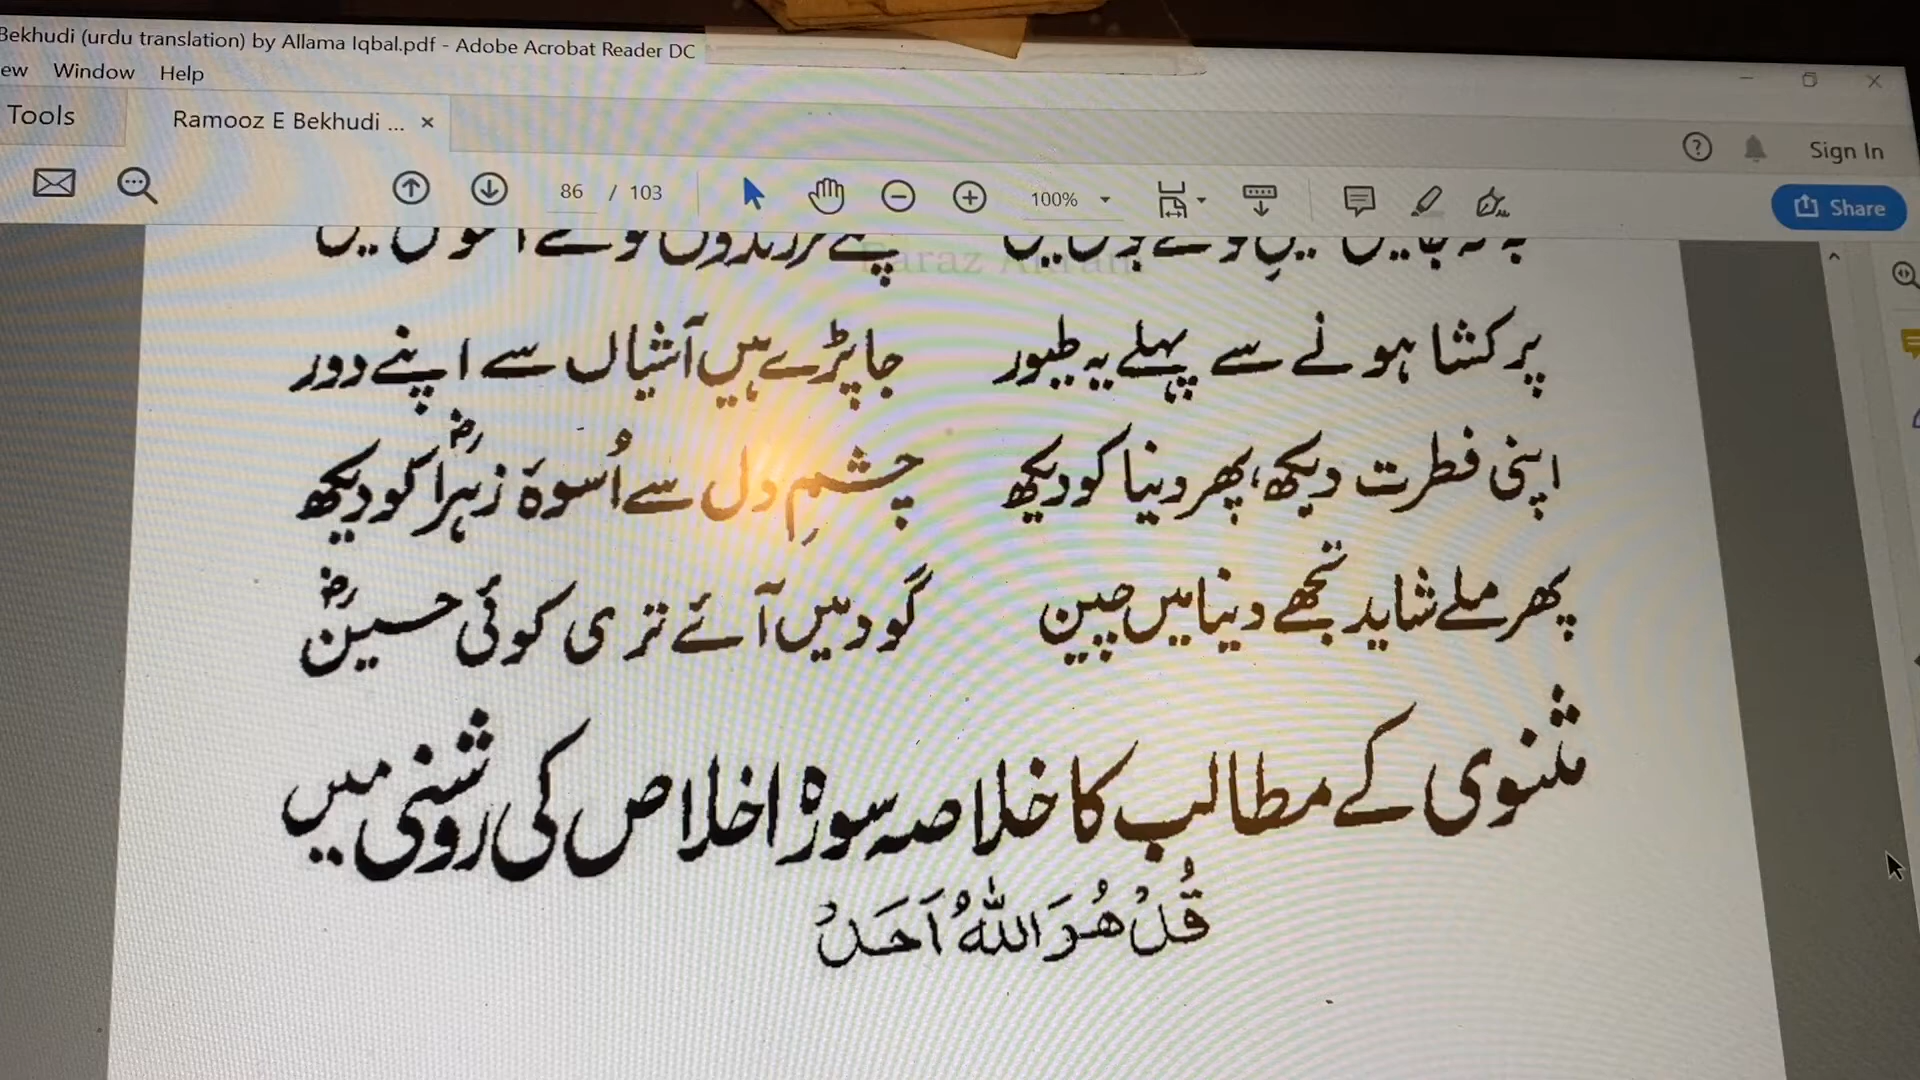 Bekhudi (urdu translation) by Allama Iqbal.pdf - Adobe Acrobat Reader DC
ew Window Help
Tools Ramooz E Bekhudi ... ×
Sign In
86 / 103 100% Share
پر کشا ہونے سے پہلے یہ طیور جا پڑے ہیں آشیاں سے اپنے دور
اپنی فطرت دیکھ، پھر دنیا کو دیکھ چشمِ دل سے اُسوۂ زہراؓ کو دیکھ
پھر ملے شاید تجھے دنیا میں چین گود میں آئے تری کوئی حسینؓ
مثنوی کے مطالب کا خلاصہ سورۂ اخلاص کی روشنی میں
قُلْ هُوَ اللّٰهُ اَحَدٌ